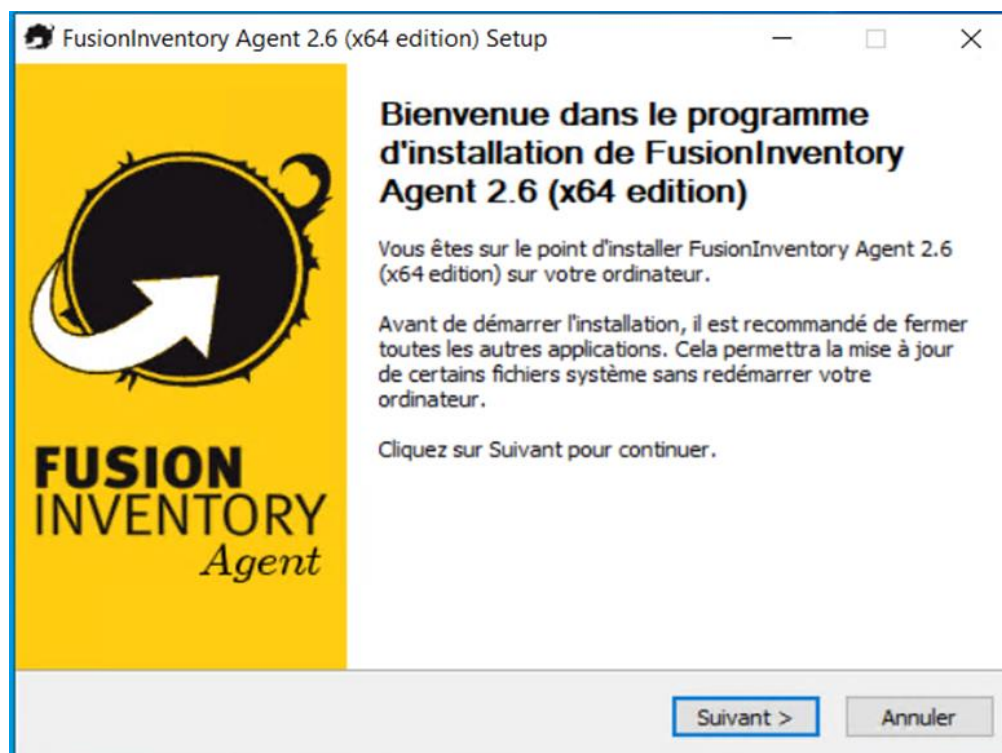 FusionInventory Agent 2.6 (x64 edition) Setup
Bienvenue dans le programme
d'installation de FusionInventory
Agent 2.6 (x64 edition)
Vous êtes sur le point d'installer FusionInventory Agent 2.6
(x64 edition) sur votre ordinateur.
Avant de démarrer l'installation, il est recommandé de fermer
toutes les autres applications. Cela permettra la mise à jour
de certains fichiers système sans redémarrer votre
ordinateur.
Cliquez sur Suivant pour continuer.
FUSION
INVENTORY
Agent
Suivant >
Annuler